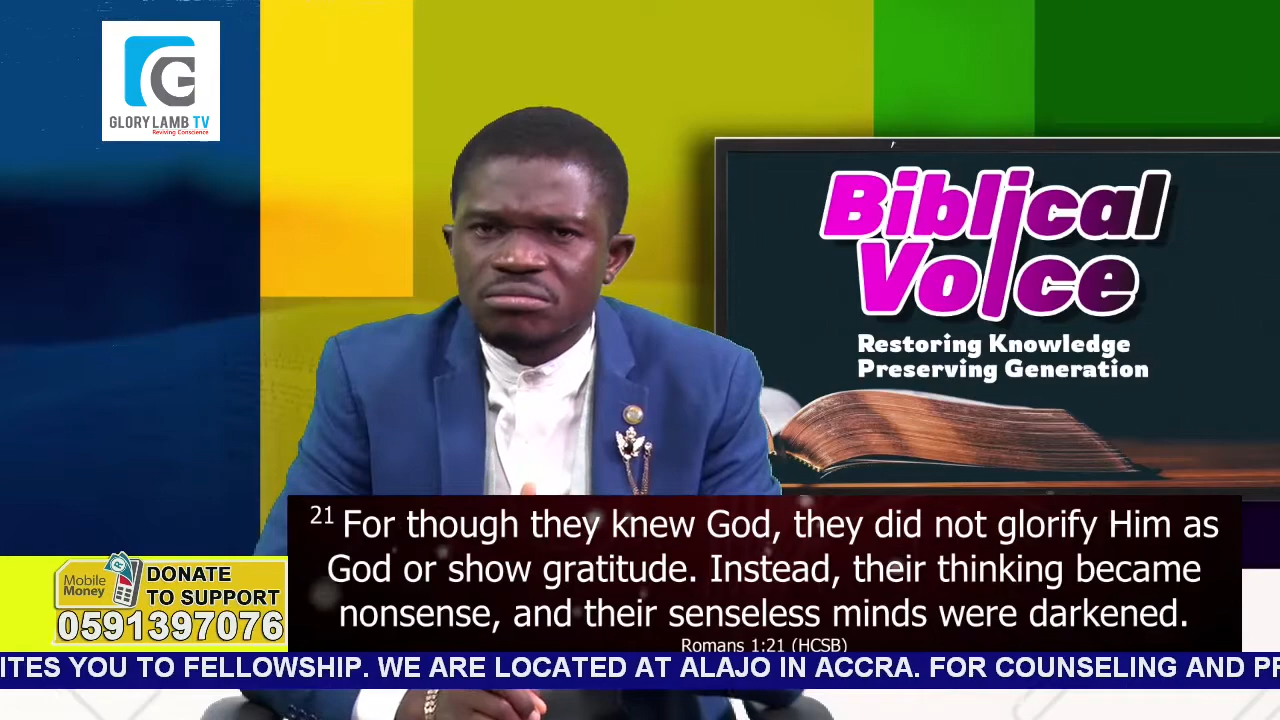 GLORY LAMB TV
Reviving Conscience
Biblical
Voice
Restoring Knowledge
Preserving Generation
21 For though they knew God, they did not glorify Him as
God or show gratitude. Instead, their thinking became
nonsense, and their senseless minds were darkened.
Romans 1:21 (HCSB)
Mobile
Money
DONATE
TO SUPPORT
0591397076
ITES YOU TO FELLOWSHIP. WE ARE LOCATED AT ALAJO IN ACCRA. FOR COUNSELING AND PR